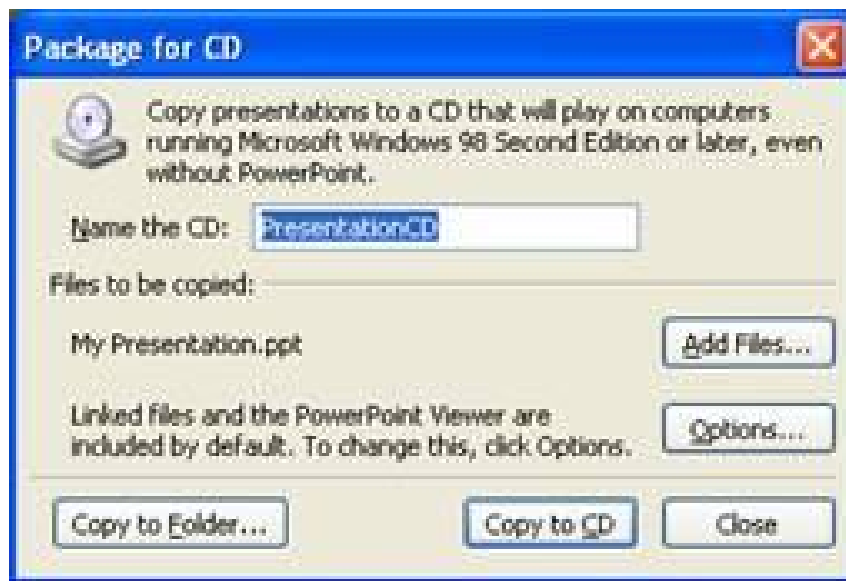 Package for CD
Copy presentations to a CD that will play on computers
running Microsoft Windows 98 Second Edition or later, even
without PowerPoint.
Name the CD: PresentationCD
Files to be copied:
My Presentation.ppt Add Files...
Linked files and the PowerPoint Viewer are
included by default. To change this, click Options. Options...
Copy to Folder... Copy to CD Close